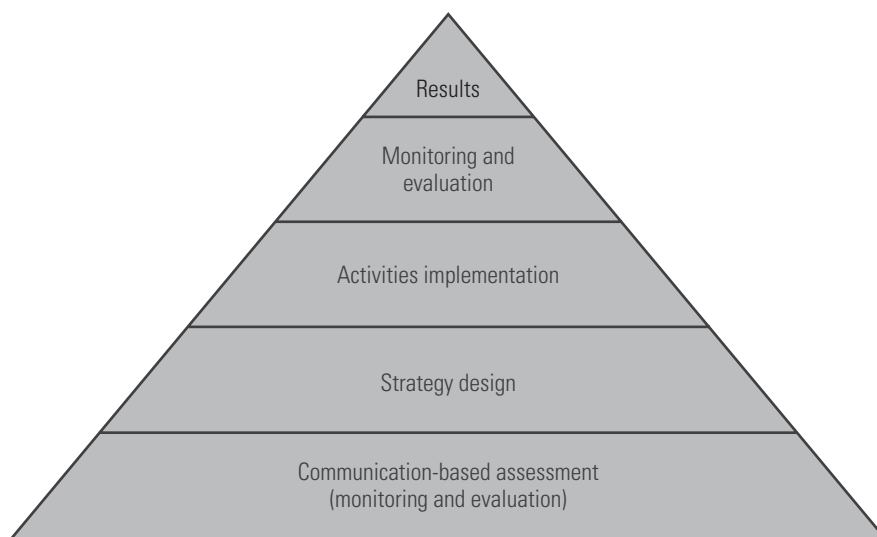 Results
Monitoring and
evaluation
Activities implementation
Strategy design
Communication-based assessment
(monitoring and evaluation)